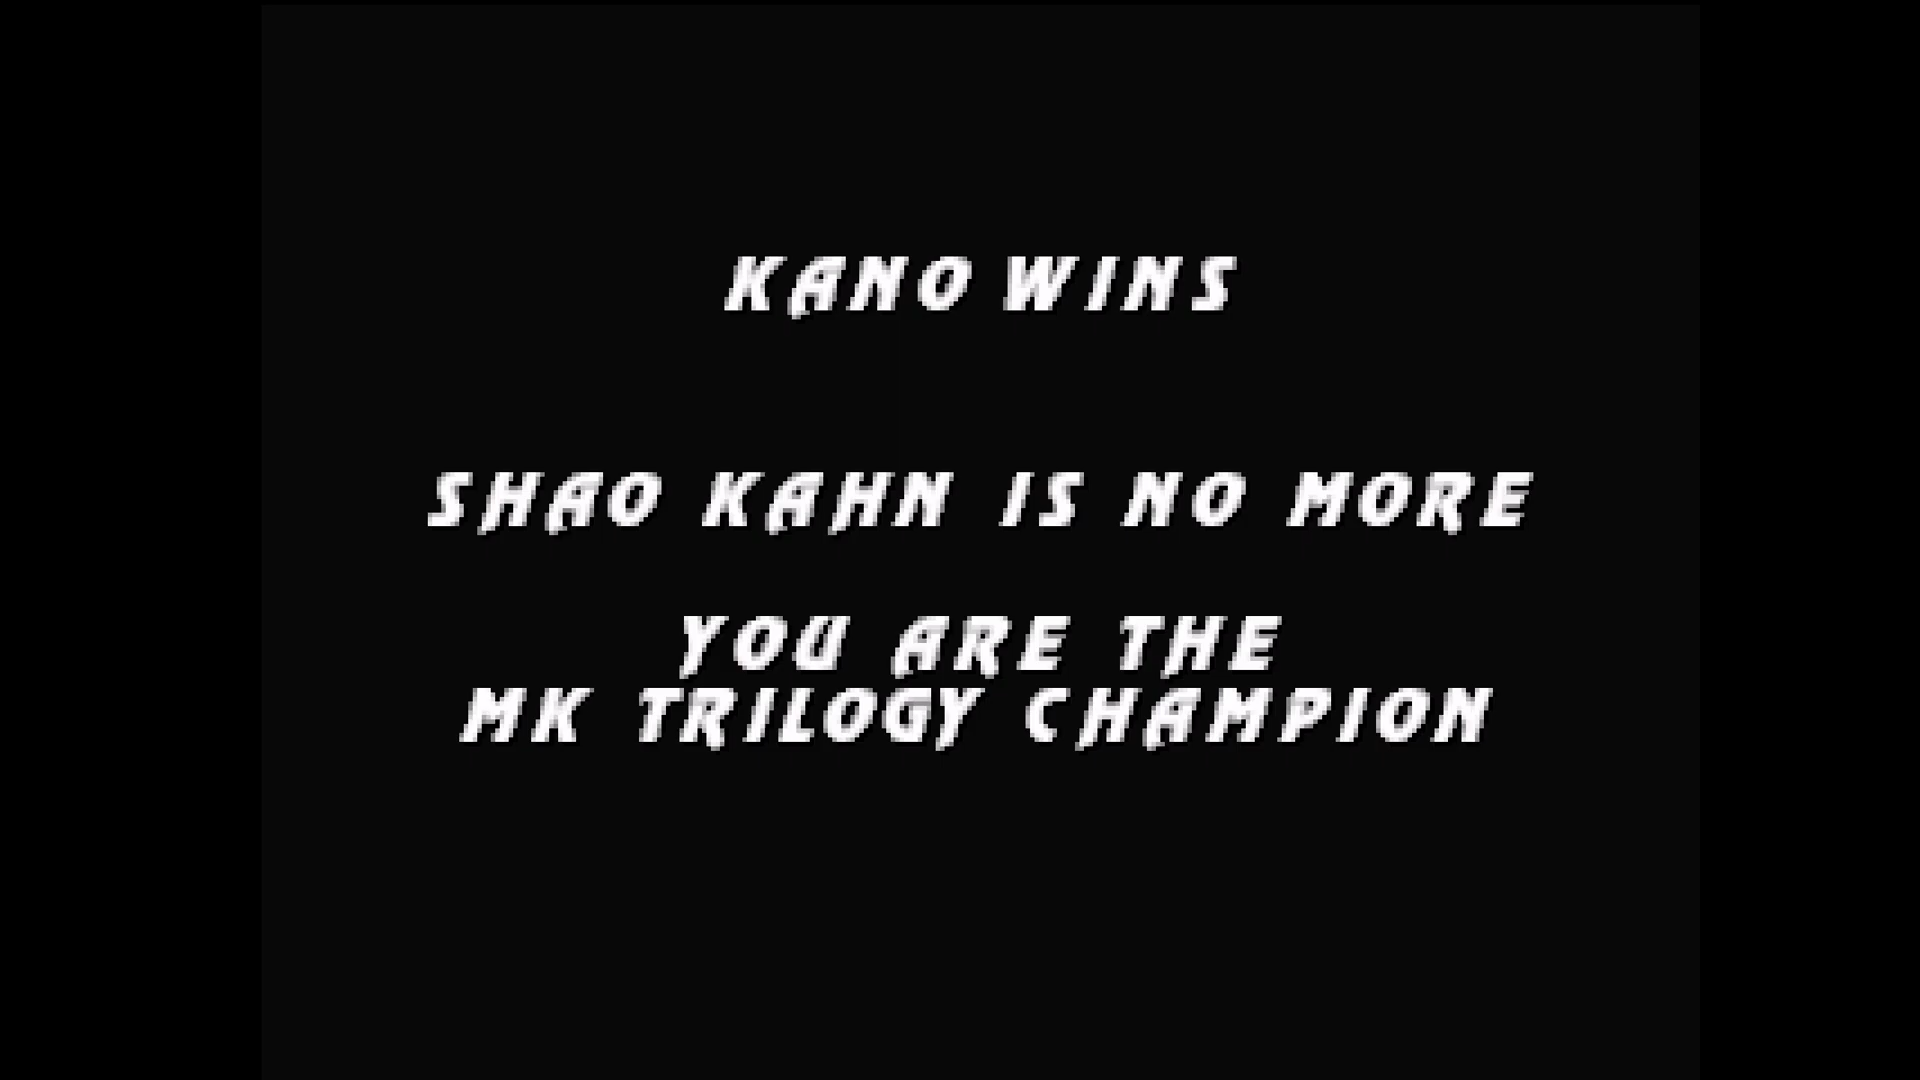 KANO WINS
SHAO KAHN IS NO MORE
YOU ARE THE
MK TRILOGY CHAMPION